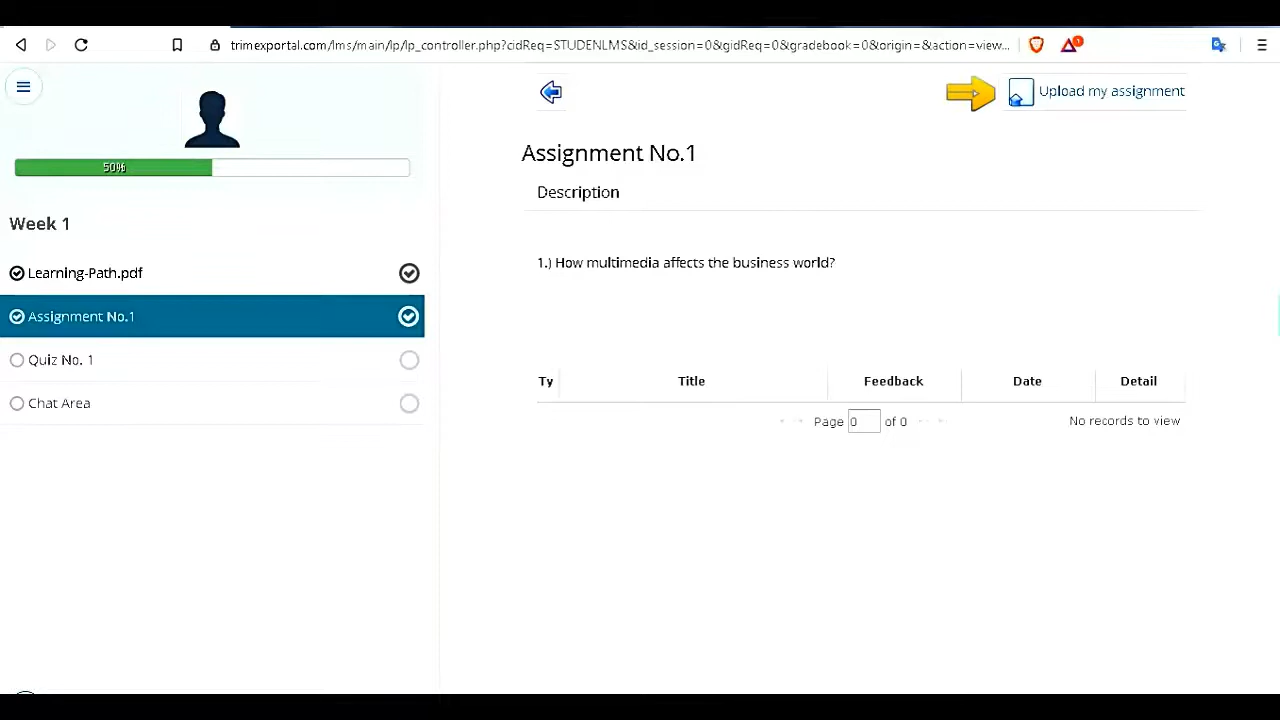 trimexportal.com/lms/main/lp/lp_controller.php?cidReq=STUDENLMS&id_session=0&gidReq=0&gradebook=0&origin=&action=view...
1
Upload my assignment
50%
Assignment No.1
Description
Week 1
Learning-Path.pdf
1.) How multimedia affects the business world?
Assignment No.1
Quiz No. 1
Chat Area
Ty Title Feedback Date Detail
Page 0 of 0 No records to view